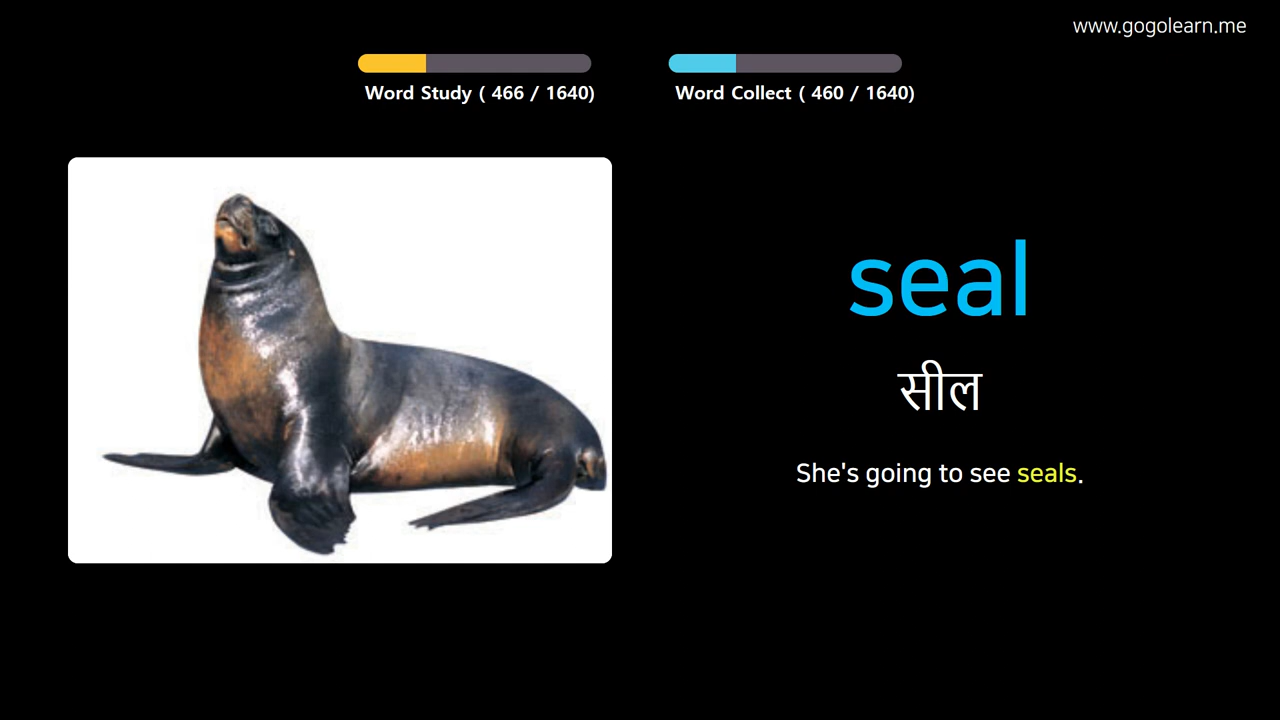 www.gogolearn.me
Word Study ( 466 / 1640)
Word Collect ( 460 / 1640)
seal
सील
She's going to see seals.